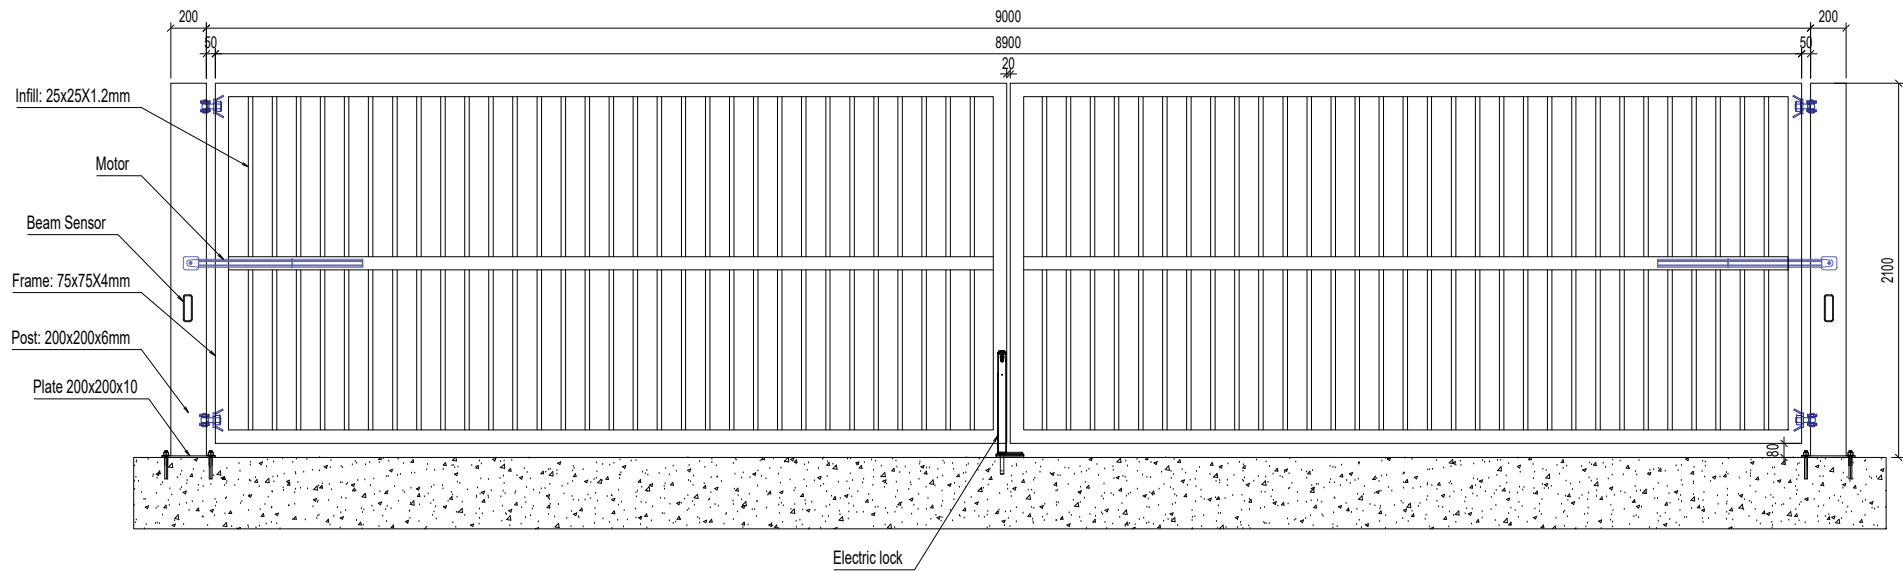 200
9000
200
50
8900
50
20
Infill: 25x25X1.2mm
Motor
Beam Sensor
Frame: 75x75X4mm
2100
Post: 200x200x6mm
Plate 200x200x10
80
Electric lock